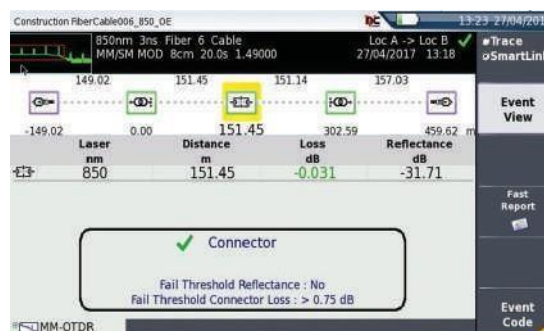 Construction FiberCable006_850_OE
13:23 27/04/201
850nm 3ns Fiber 6 Cable Loc A -> Loc B
MM/SM MOD 8cm 20.0s 1.49000 27/04/2017 13:18
Trace
SmartLin
149.02 151.45 151.14 157.03
-149.02 0.00 151.45 302.59 459.62 m
Event
View
Laser Distance Loss Reflectance
nm m dB dB
850 151.45 -0.031 -31.71
Fast
Report
Connector
Fail Threshold Reflectance : No
Fail Threshold Connector Loss : > 0.75 dB
Event
Code
MM-OTDR